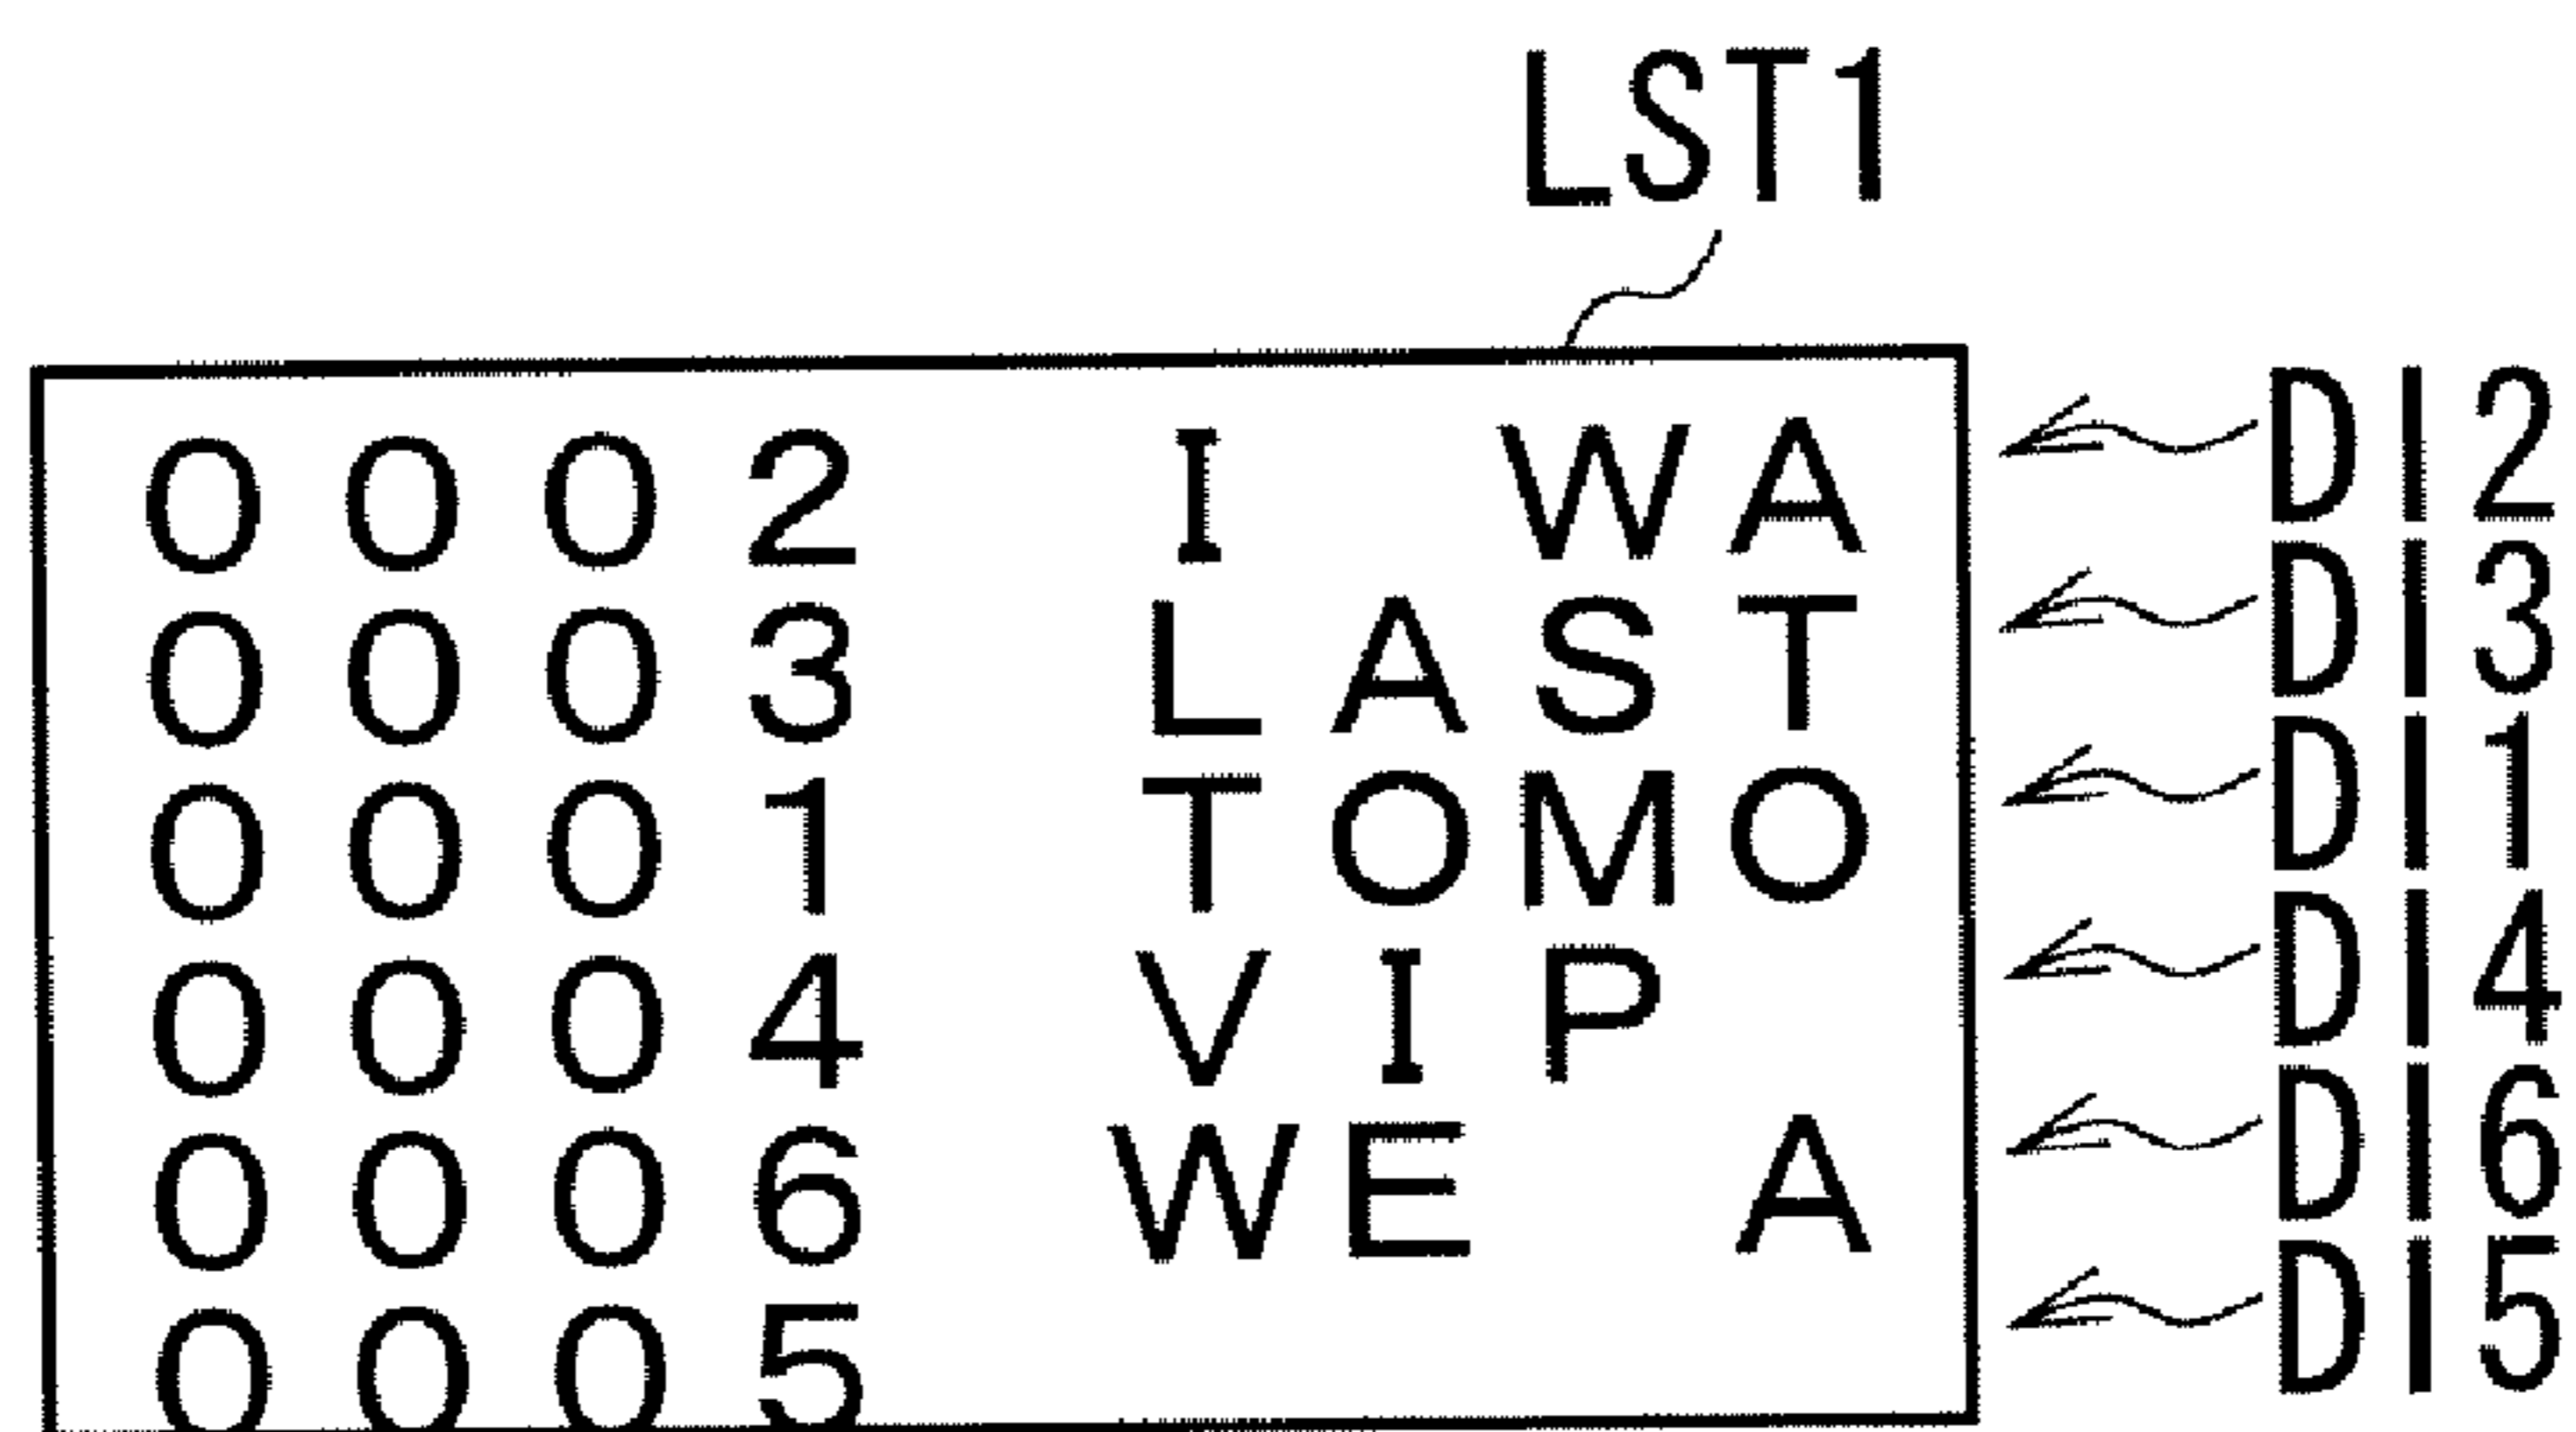 LST1
0002 I WA DI2
0003 LAST DI3
0001 TOMO DI1
0004 VIP DI4
0006 WE A DI6
0005 DI5